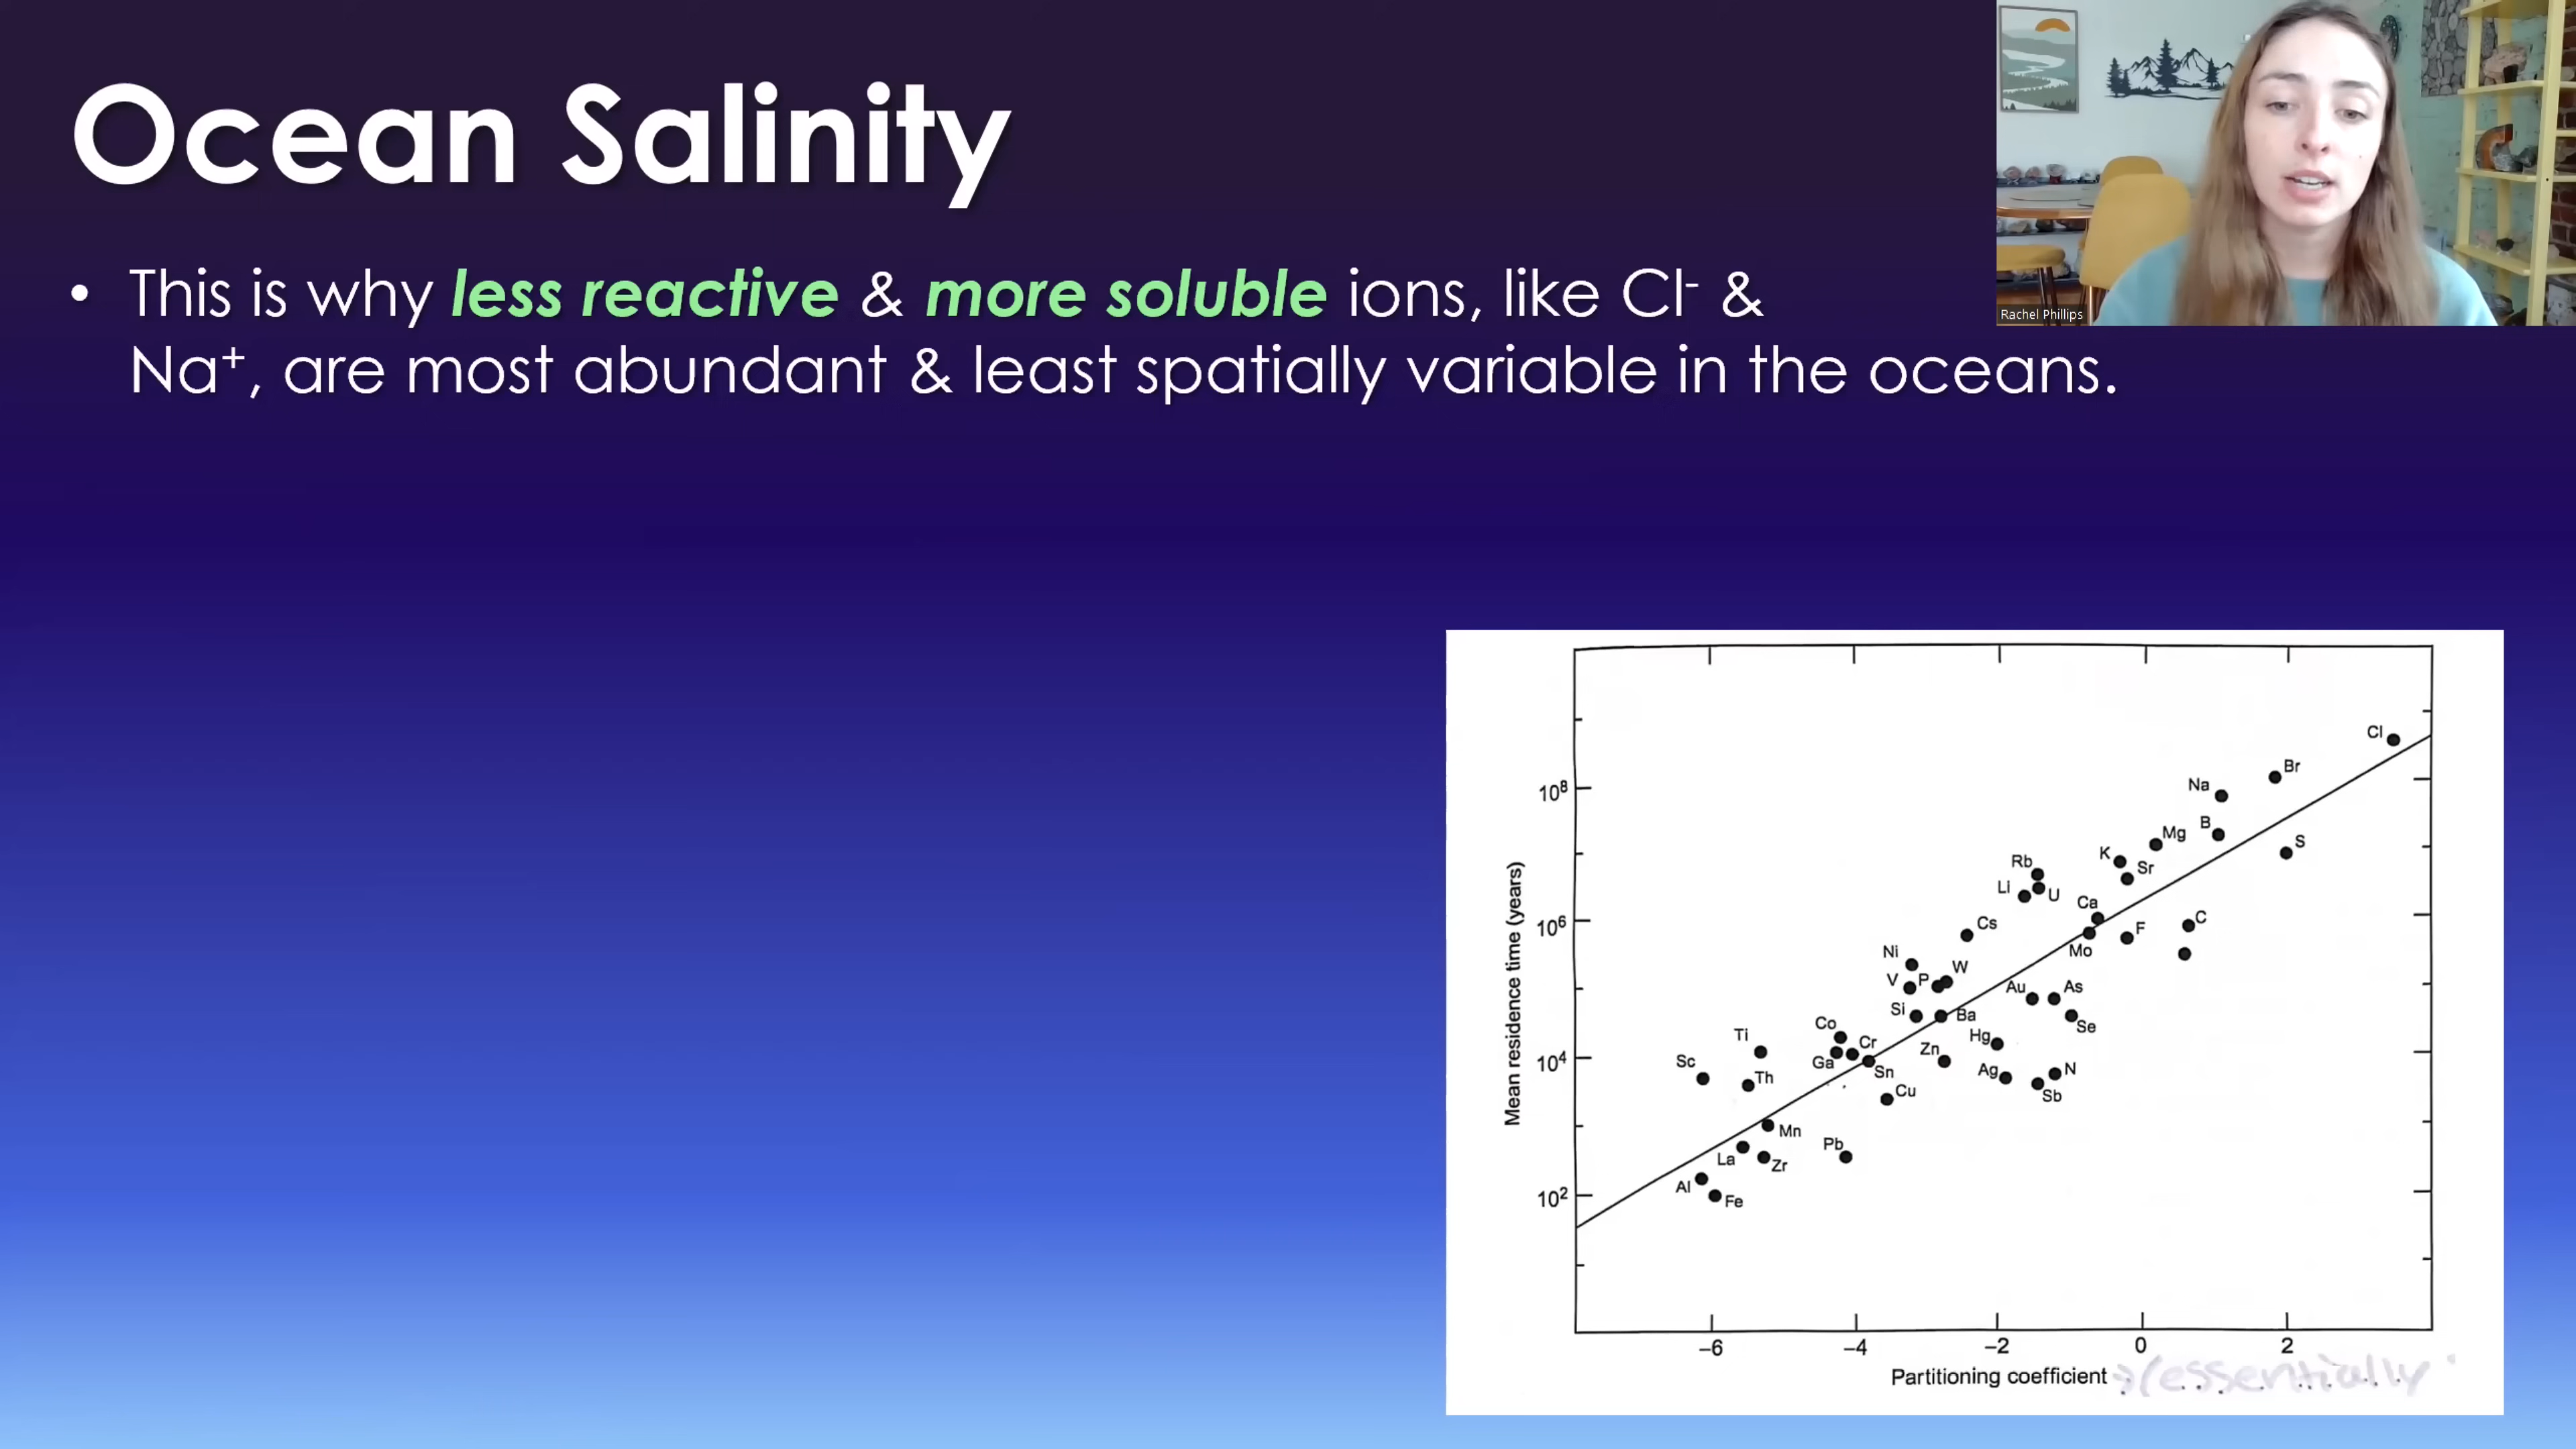 Ocean Salinity
• This is why less reactive & more soluble ions, like Cl⁻ &
Na⁺, are most abundant & least spatially variable in the oceans.
Rachel Phillips
Mean residence time (years)
10⁸
10⁶
10⁴
10²
Cl
Br
Na
B
S
Mg
K
Sr
Rb
Li
U
Ca
Cs
F
C
Mo
Ni
W
V
P
Au
As
Si
Ba
Se
Ti
Co
Cr
Hg
Zn
Sc
Ga
Sn
Th
Ag
N
Cu
Sb
Mn
Pb
La
Zr
Al
Fe
−6
−4
−2
0
2
Partitioning coefficient (essentially